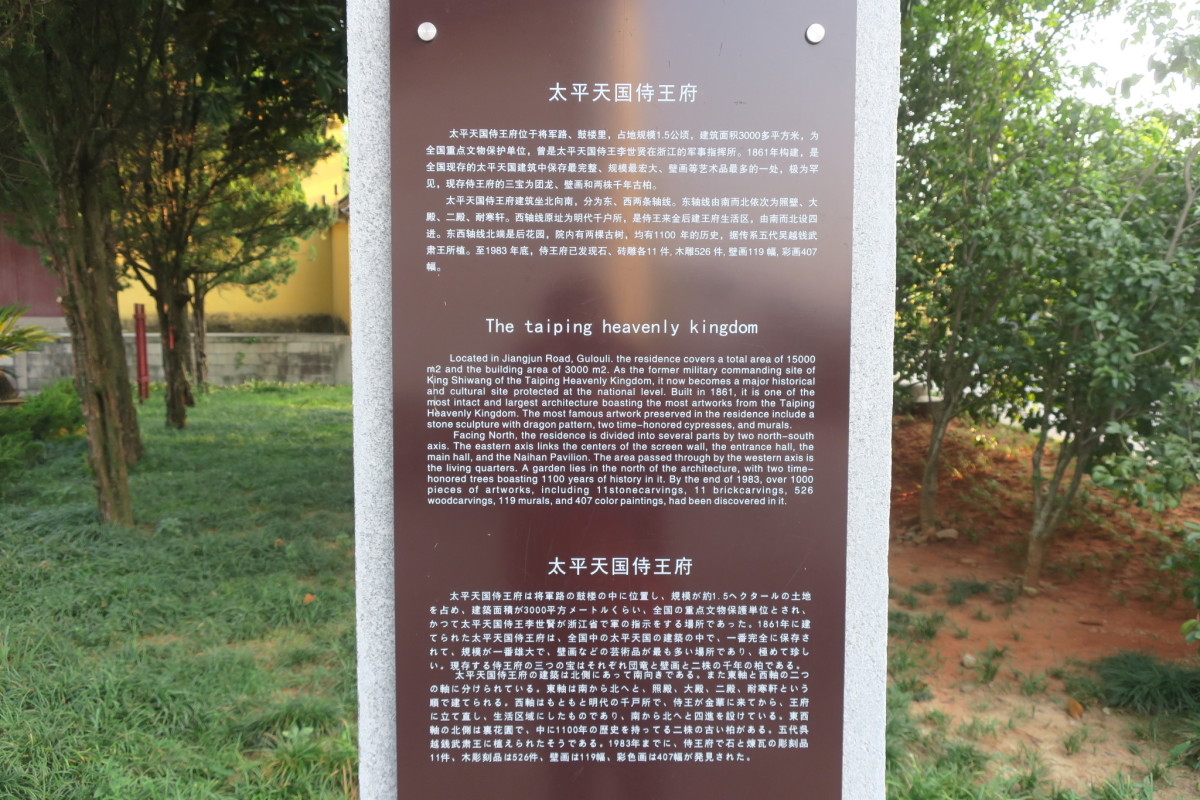 太平天国侍王府
太平天国侍王府位于将军路、鼓楼里，占地规模1.5公顷，建筑面积3000多平方米，为
全国重点文物保护单位，曾是太平天国侍王李世贤在浙江的军事指挥所。1861年构建，是
全国现存的太平天国建筑中保存最完整、规模最宏大、壁画等艺术品最多的一处，极为罕
见，现存侍王府的三宝为团龙、壁画和两株千年古柏。
太平天国侍王府建筑坐北向南，分为东、西两条轴线。东轴线由南而北依次为照壁、大
殿、二殿、耐寒轩。西轴线原址为明代千户所，是侍王来金后建王府生活区，由南而北设四
进。东西轴线北端是后花园，院内有两棵古树，均有1100 年的历史，据传系五代吴越钱武
肃王所植。至1983 年底，侍王府已发现石、砖雕各11 件, 木雕526 件, 壁画119 幅, 彩画407
幅。
The taiping heavenly kingdom
Located in Jiangjun Road, Gulouli. the residence covers a total area of 15000
m2 and the building area of 3000 m2. As the former military commanding site of
King Shiwang of the Taiping Heavenly Kingdom, it now becomes a major historical
and cultural site protected at the national level. Built in 1861, it is one of the
most intact and largest architecture boasting the most artworks from the Taiping
Heavenly Kingdom. The most famous artwork preserved in the residence include a
stone sculpture with dragon pattern, two time-honored cypresses, and murals.
Facing North, the residence is divided into several parts by two north-south
axis. The eastern axis links the centers of the screen wall, the entrance hall, the
main hall, and the Naihan Pavilion. The area passed through by the western axis is
the living quarters. A garden lies in the north of the architecture, with two time-
honored trees boasting 1100 years of history in it. By the end of 1983, over 1000
pieces of artworks, including 11stonecarvings, 11 brickcarvings, 526
woodcarvings, 119 murals, and 407 color paintings, had been discovered in it.
太平天国侍王府
太平天国侍王府は将軍路の鼓楼の中に位置し、規模が約1.5ヘクタールの土地
を占め、建築面積が3000平方メートルくらい、全国の重点文物保護単位とされ、
かつて太平天国侍王李世賢が浙江省で軍の指示をする場所であった。1861年に建
てられた太平天国侍王府は、全国中の太平天国の建築の中で、一番完全に保存さ
れて、規模が一番雄大で、壁画などの芸術品が最も多い場所であり、極めて珍し
い。現存する侍王府の三つの宝はそれぞれ団竜と壁画と二株の千年の柏である。
太平天国侍王府の建築は北側にあって南向きである。また東軸と西軸の二つ
の軸に分けられている。東軸は南から北へと、照殿、大殿、二殿、耐寒軒という
順で建てられる。西軸はもともと明代の千戸所で、侍王が金華に来てから、王府
に立て直し、生活区域にしたものであり、南から北へと四進を設けている。東西
軸の北側は裏花園で、中に1100年の歴史を持ってる二株の古い柏がある。五代呉
越銭武粛王に植えられたそうである。1983年までに、侍王府で石と煉瓦の彫刻品
11件、木彫刻品は526件、壁画は119幅、彩色画は407幅が発見された。